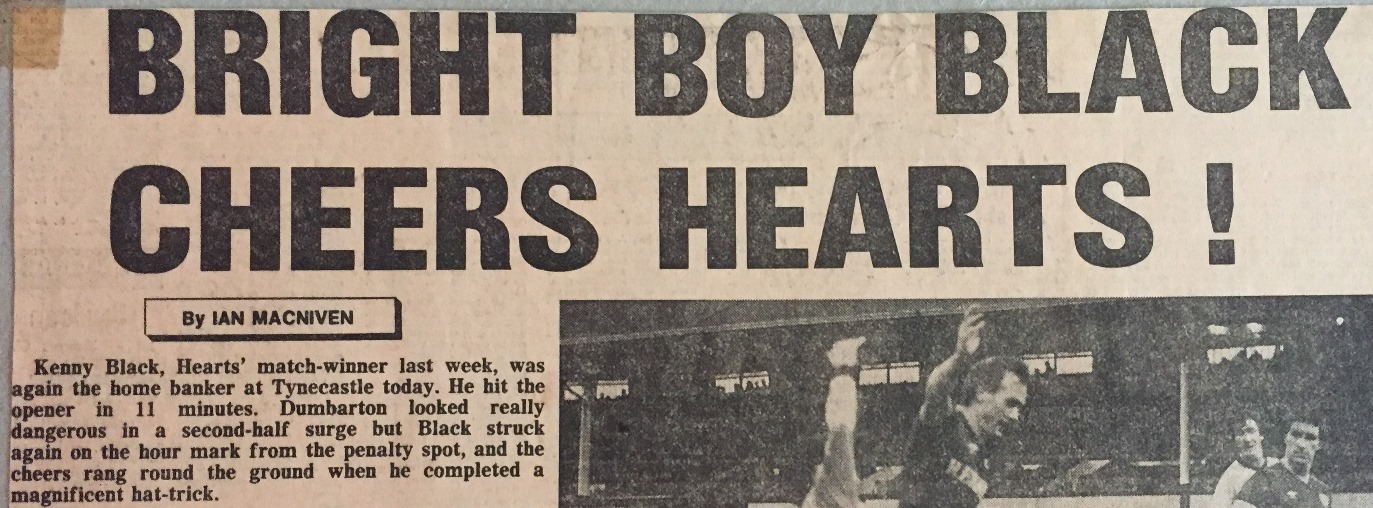 BRIGHT BOY BLACK
CHEERS HEARTS !
By IAN MACNIVEN
Kenny Black, Hearts' match-winner last week, was
again the home banker at Tynecastle today. He hit the
opener in 11 minutes. Dumbarton looked really
dangerous in a second-half surge but Black struck
again on the hour mark from the penalty spot, and the
cheers rang round the ground when he completed a
magnificent hat-trick.